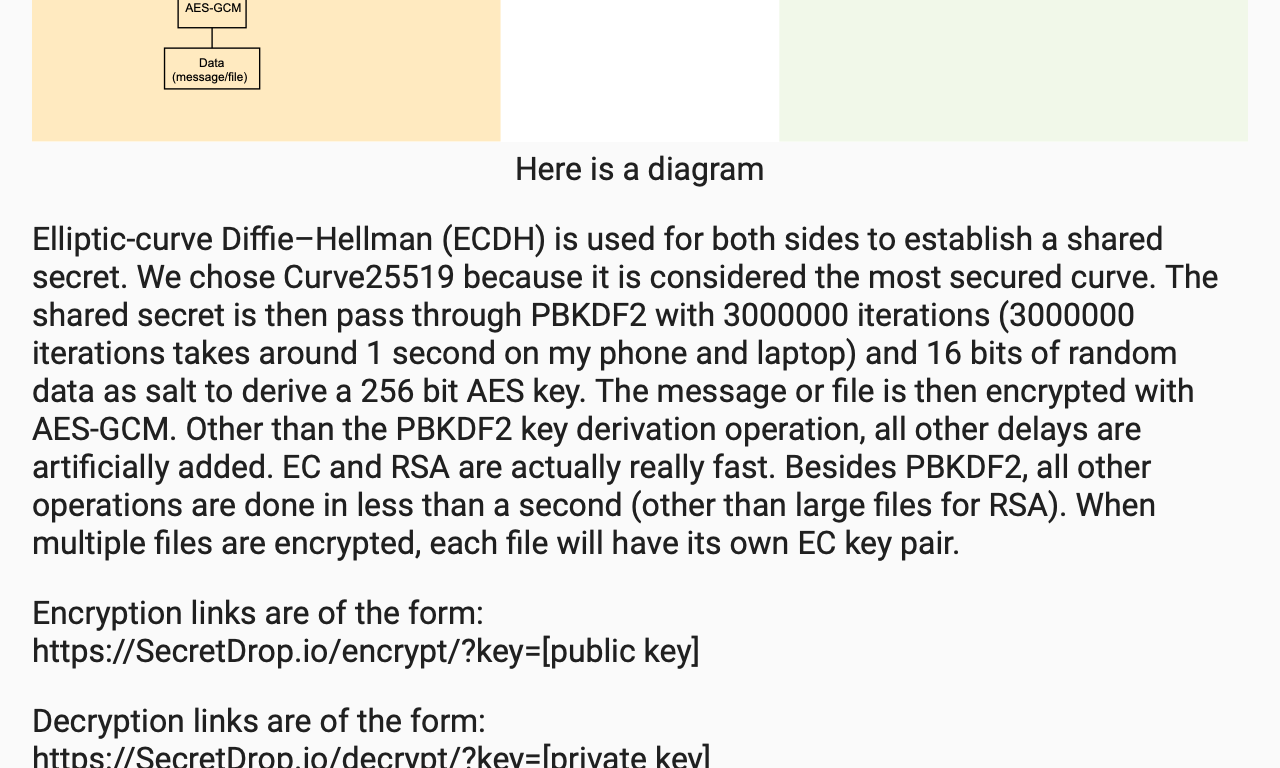 AES-GCM
Data
(message/file)
Here is a diagram
Elliptic-curve Diffie–Hellman (ECDH) is used for both sides to establish a shared
secret. We chose Curve25519 because it is considered the most secured curve. The
shared secret is then pass through PBKDF2 with 3000000 iterations (3000000
iterations takes around 1 second on my phone and laptop) and 16 bits of random
data as salt to derive a 256 bit AES key. The message or file is then encrypted with
AES-GCM. Other than the PBKDF2 key derivation operation, all other delays are
artificially added. EC and RSA are actually really fast. Besides PBKDF2, all other
operations are done in less than a second (other than large files for RSA). When
multiple files are encrypted, each file will have its own EC key pair.
Encryption links are of the form:
https://SecretDrop.io/encrypt/?key=[public key]
Decryption links are of the form:
https://SecretDrop.io/decrypt/?key=[private key]